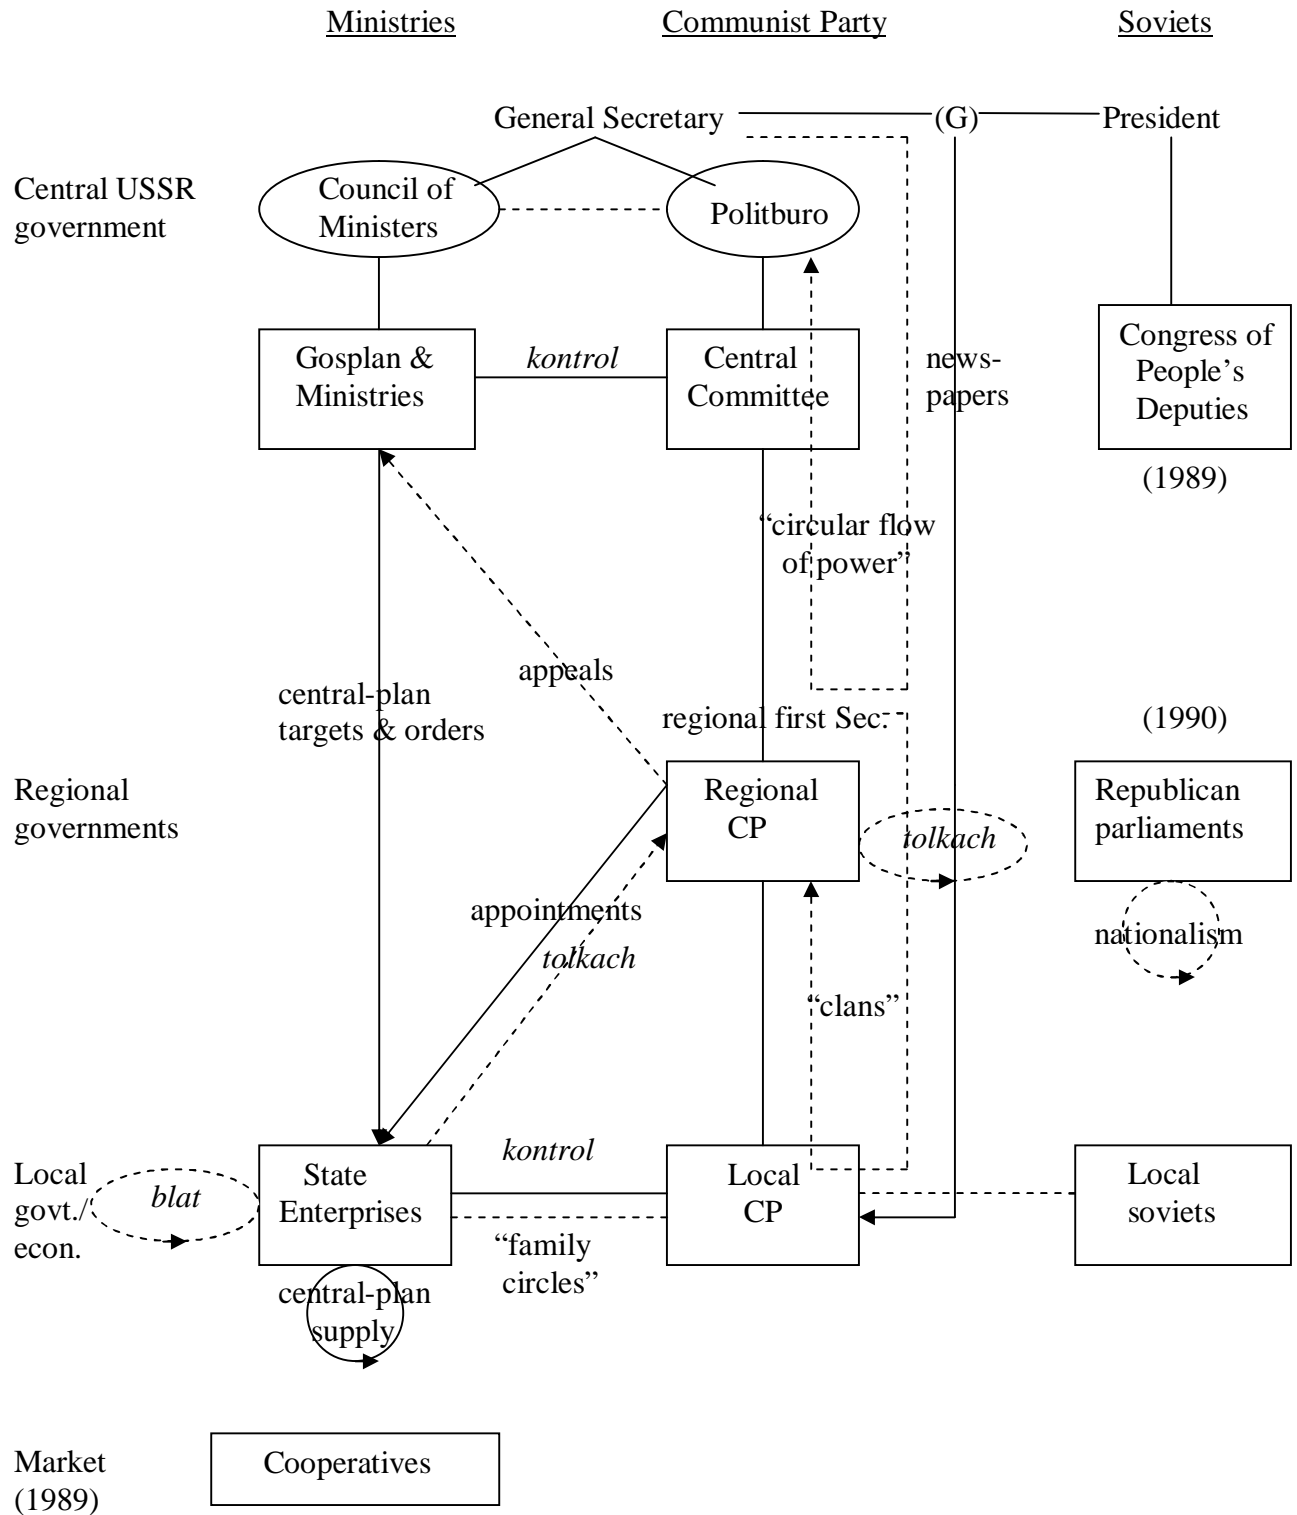 Ministries
Communist Party
Soviets
General Secretary
(G)
President
Central USSR
government
Council of
Ministers
Politburo
Gosplan &
Ministries
kontrol
Central
Committee
news-
papers
Congress of
People’s
Deputies
(1989)
“circular flow
of power”
appeals
central-plan
targets & orders
regional first Sec.
(1990)
Regional
governments
Regional
CP
tolkach
Republican
parliaments
appointments
tolkach
nationalism
“clans”
Local
govt./
econ.
blat
State
Enterprises
kontrol
“family
circles”
Local
CP
Local
soviets
central-plan
supply
Market
(1989)
Cooperatives